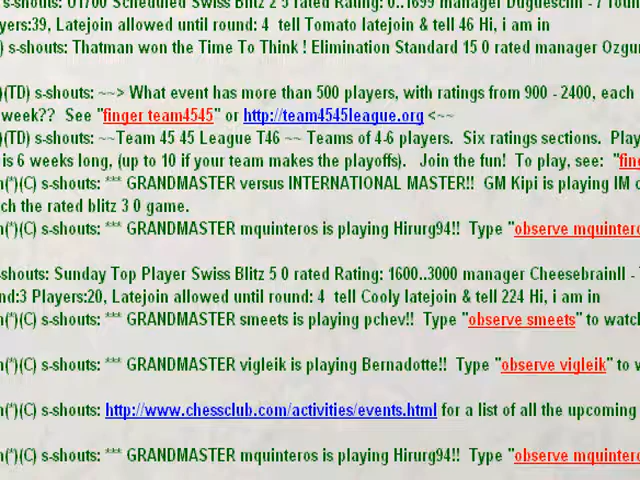 s-shouts: U1700 Scheduled Swiss Blitz 2 5 rated Rating: 0..1699 manager Duguesclin - 7
yers:39, Latejoin allowed until round: 4 tell Tomato latejoin & tell 46 Hi, i am in
) s-shouts: Thatman won the Time To Think ! Elimination Standard 15 0 rated manager Ozgur
)(TD) s-shouts: ~~> What event has more than 500 players, with ratings from 900 - 2400, each
week?? See "finger team4545" or http://team4545league.org <~~
)(TD) s-shouts: ~~Team 45 45 League T46 ~~ Teams of 4-6 players. Six ratings sections. Play
is 6 weeks long, (up to 10 if your team makes the playoffs). Join the fun! To play, see: "fing
n(*)(C) s-shouts: *** GRANDMASTER versus INTERNATIONAL MASTER!! GM Kipi is playing IM
ch the rated blitz 3 0 game.
n(*)(C) s-shouts: *** GRANDMASTER mquinteros is playing Hirurg94!! Type "observe mquinteros
s-shouts: Sunday Top Player Swiss Blitz 5 0 rated Rating: 1600..3000 manager CheesebrainII -
nd:3 Players:20, Latejoin allowed until round: 4 tell Cooly latejoin & tell 224 Hi, i am in
n(*)(C) s-shouts: *** GRANDMASTER smeets is playing pchev!! Type "observe smeets" to watch
n(*)(C) s-shouts: *** GRANDMASTER vigleik is playing Bernadotte!! Type "observe vigleik" to
n(*)(C) s-shouts: http://www.chessclub.com/activities/events.html for a list of all the upcoming
n(*)(C) s-shouts: *** GRANDMASTER mquinteros is playing Hirurg94!! Type "observe mquinteros